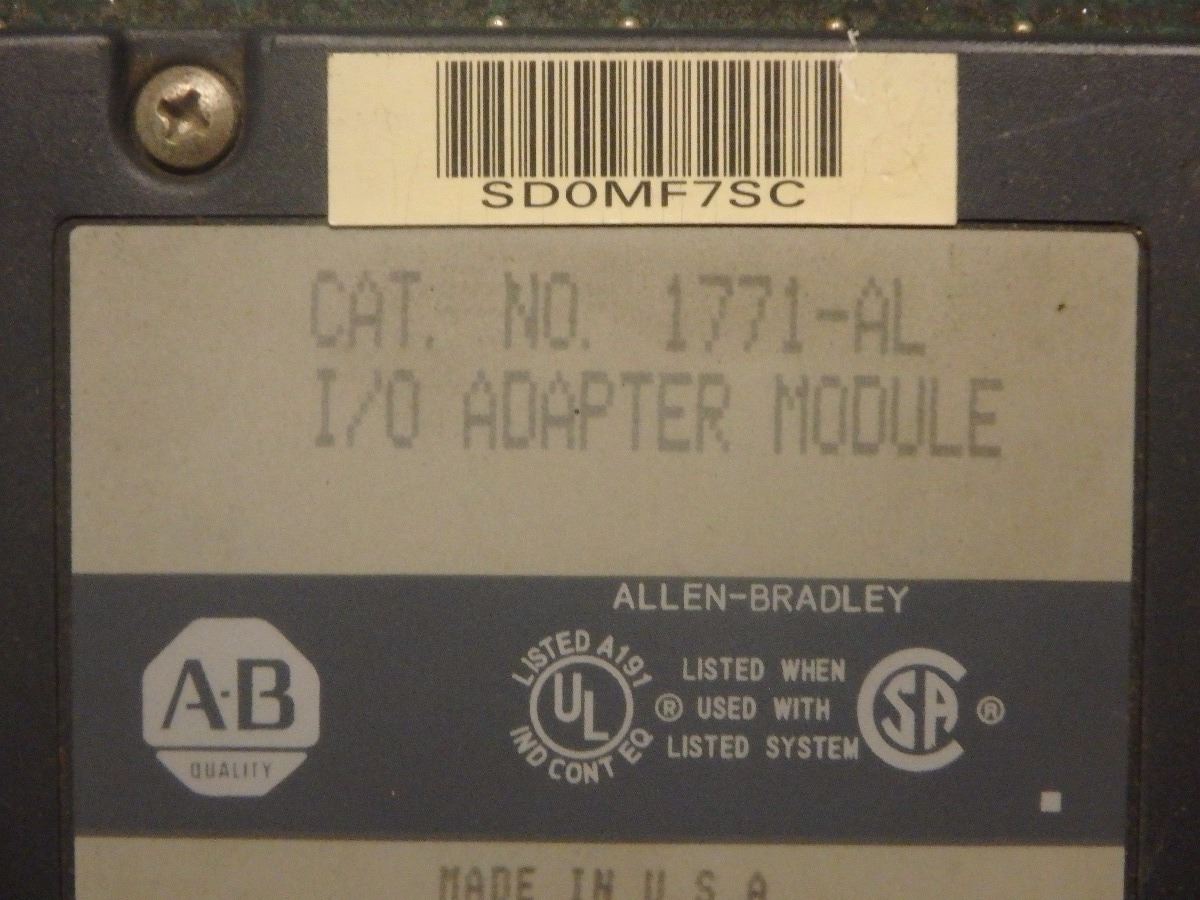 SD0MF7SC
CAT. NO. 1771-AL
I/O ADAPTER MODULE
ALLEN-BRADLEY
A-B
QUALITY
LISTED A191
UL
IND CONT EQ
®
LISTED WHEN
USED WITH
LISTED SYSTEM
SA
®
MADE IN U S A